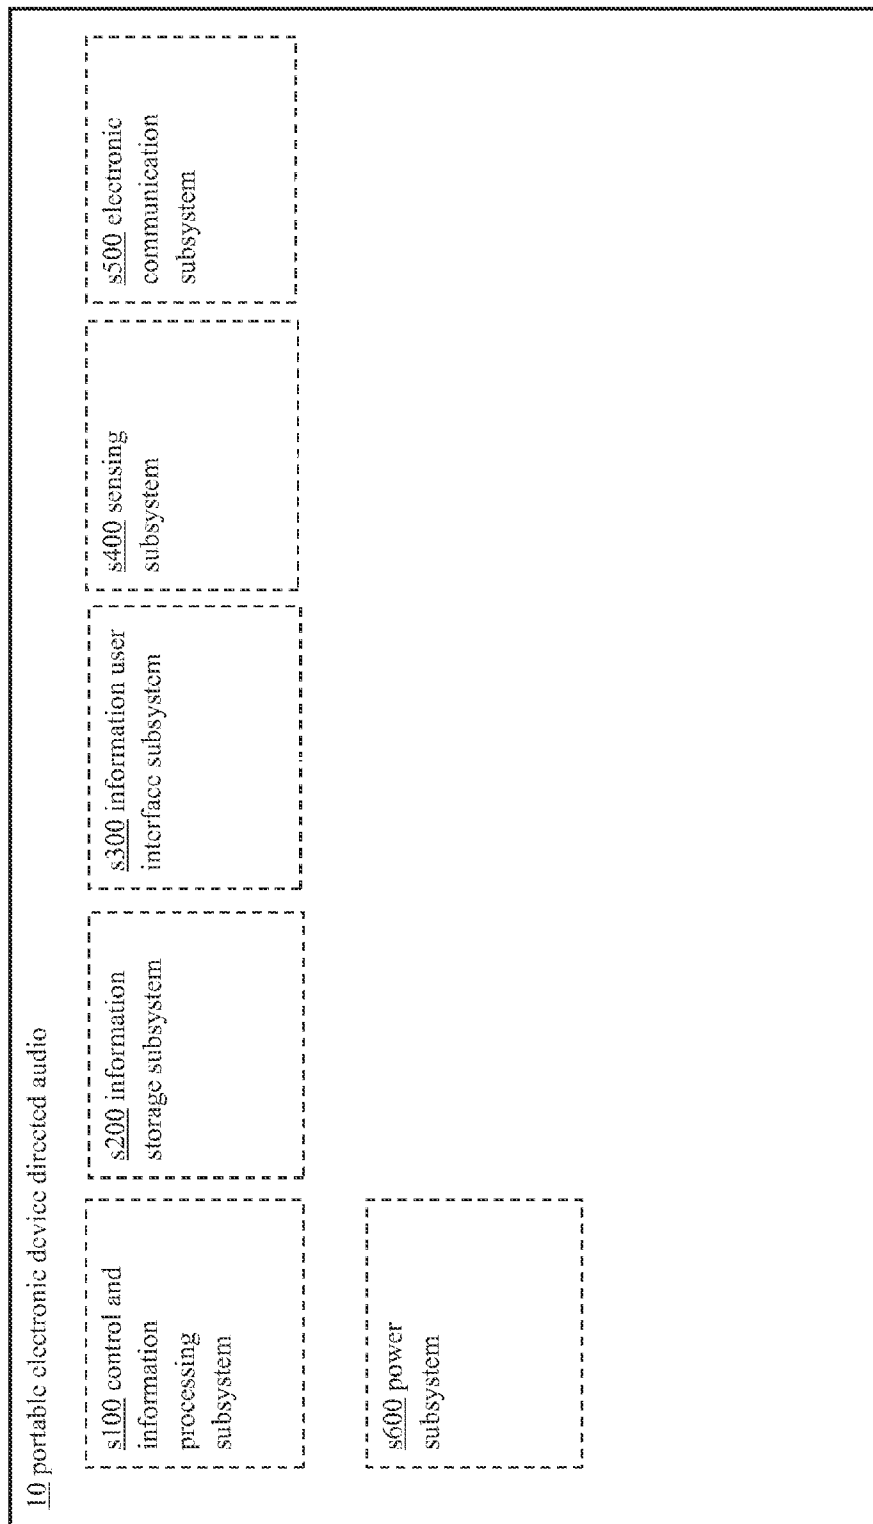 10 portable electronic device directed audio
s100 control and
information
processing
subsystem
s200 information
storage subsystem
s300 information user
interface subsystem
s400 sensing
subsystem
s500 electronic
communication
subsystem
s600 power
subsystem